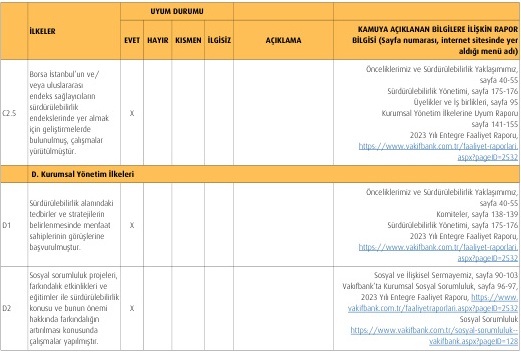 UYUM DURUMU
İLKELER
EVET HAYIR KISMEN İLGİSİZ
AÇIKLAMA
KAMUYA AÇIKLANAN BİLGİLERE İLİŞKİN RAPOR
BİLGİSİ (Sayfa numarası, internet sitesinde yer
aldığı menü adı)
C2.5
Borsa İstanbul'un ve/
veya uluslararası
endeks sağlayıcıların
sürdürülebilirlik
endekslerinde yer almak
için geliştirmelerde
bulunulmuş, çalışmalar
yürütülmüştür.
X
Önceliklerimiz ve Sürdürülebilirlik Yaklaşımımız,
sayfa 40-55
Sürdürülebilirlik Yönetimi, sayfa 175-176
Üyelikler ve İş birlikleri, sayfa 95
Kurumsal Yönetim İlkelerine Uyum Raporu
sayfa 141-155
2023 Yılı Entegre Faaliyet Raporu,
https://www.vakifbank.com.tr/faaliyet-raporlari.
aspx?pageID=2532
D. Kurumsal Yönetim İlkeleri
D1
Sürdürülebilirlik alanındaki
tedbirler ve stratejilerin
belirlenmesinde menfaat
sahiplerinin görüşlerine
başvurulmuştur.
X
Önceliklerimiz ve Sürdürülebilirlik Yaklaşımımız,
sayfa 40-55
Komiteler, sayfa 138-139
Sürdürülebilirlik Yönetimi, sayfa 175-176
2023 Yılı Entegre Faaliyet Raporu,
https://www.vakifbank.com.tr/faaliyet-raporlari.
aspx?pageID=2532
D2
Sosyal sorumluluk projeleri,
farkındalık etkinlikleri ve
eğitimler ile sürdürülebilirlik
konusu ve bunun önemi
hakkında farkındalığın
artırılması konusunda
çalışmalar yapılmıştır.
X
Sosyal ve İlişkisel Sermayemiz, sayfa 90-103
Vakıfbank'ta Kurumsal Sosyal Sorumluluk, sayfa 96-97,
2023 Yılı Entegre Faaliyet Raporu, https://www.
vakifbank.com.tr/faaliyetraporlari.aspx?pageID=2532
Sosyal Sorumluluk
https://www.vakifbank.com.tr/sosyal-sorumluluk--
vakifbank.aspx?pageID=128